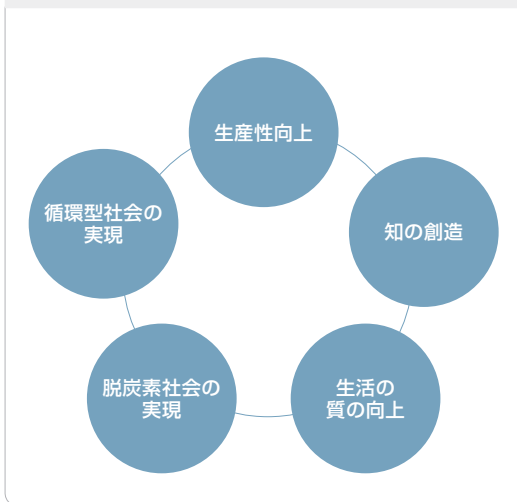 生産性向上
知の創造
生活の
質の向上
脱炭素社会の
実現
循環型社会の
実現